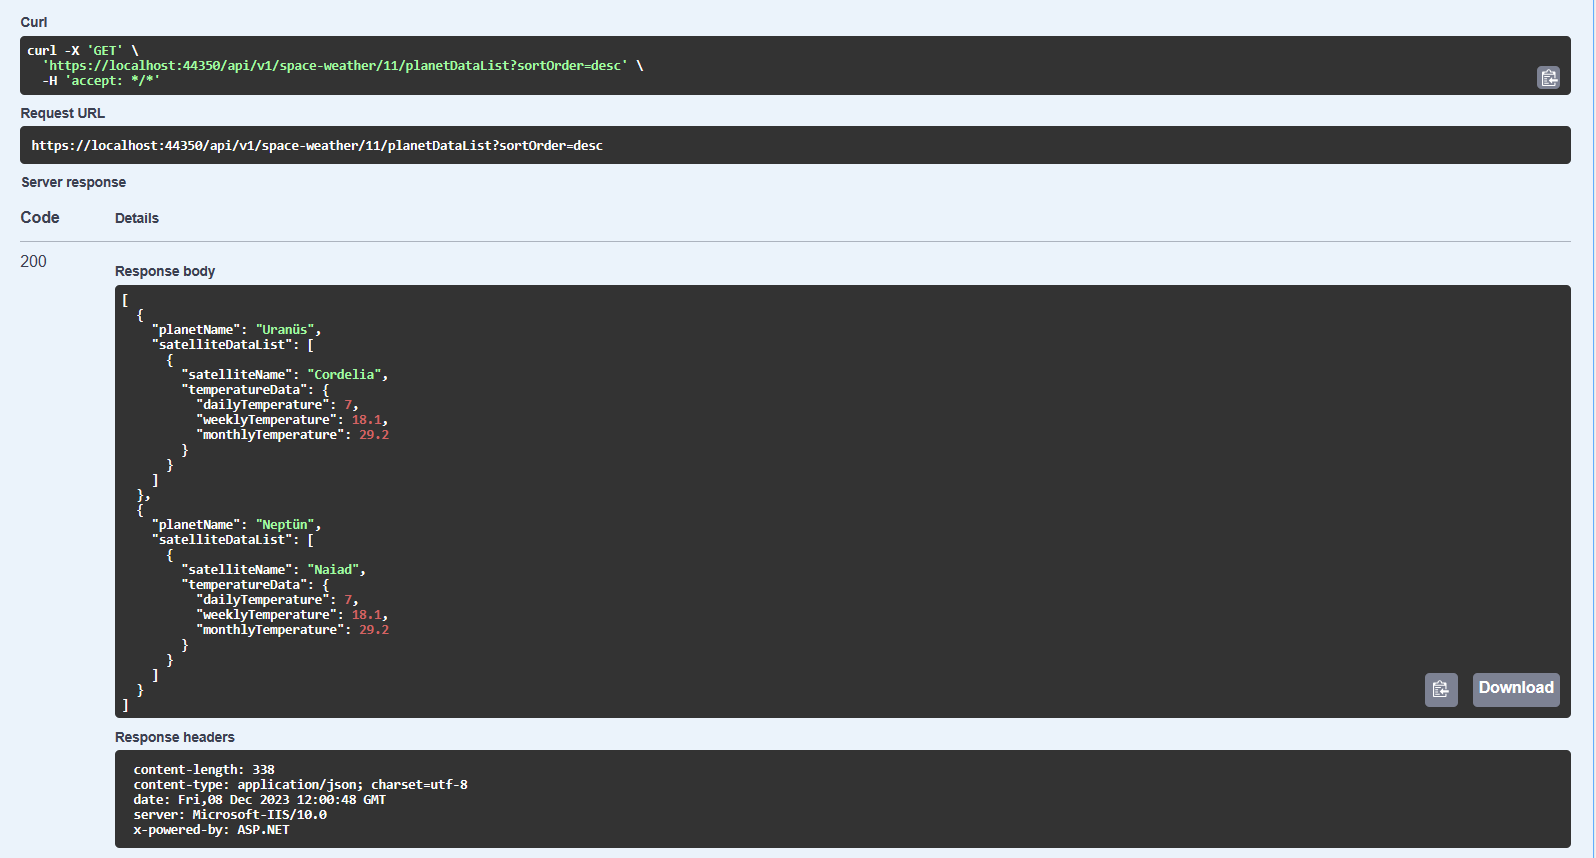 Curl
curl -X 'GET' \
  'https://localhost:44350/api/v1/space-weather/11/planetDataList?sortOrder=desc' \
  -H 'accept: */*'
Request URL
https://localhost:44350/api/v1/space-weather/11/planetDataList?sortOrder=desc
Server response
Code Details
200
Response body
[
  {
    "planetName": "Uranüs",
    "satelliteDataList": [
      {
        "satelliteName": "Cordelia",
        "temperatureData": {
          "dailyTemperature": 7,
          "weeklyTemperature": 18.1,
          "monthlyTemperature": 29.2
        }
      }
    ]
  },
  {
    "planetName": "Neptün",
    "satelliteDataList": [
      {
        "satelliteName": "Naiad",
        "temperatureData": {
          "dailyTemperature": 7,
          "weeklyTemperature": 18.1,
          "monthlyTemperature": 29.2
        }
      }
    ]
  }
]
Download
Response headers
content-length: 338
content-type: application/json; charset=utf-8
date: Fri,08 Dec 2023 12:00:48 GMT
server: Microsoft-IIS/10.0
x-powered-by: ASP.NET